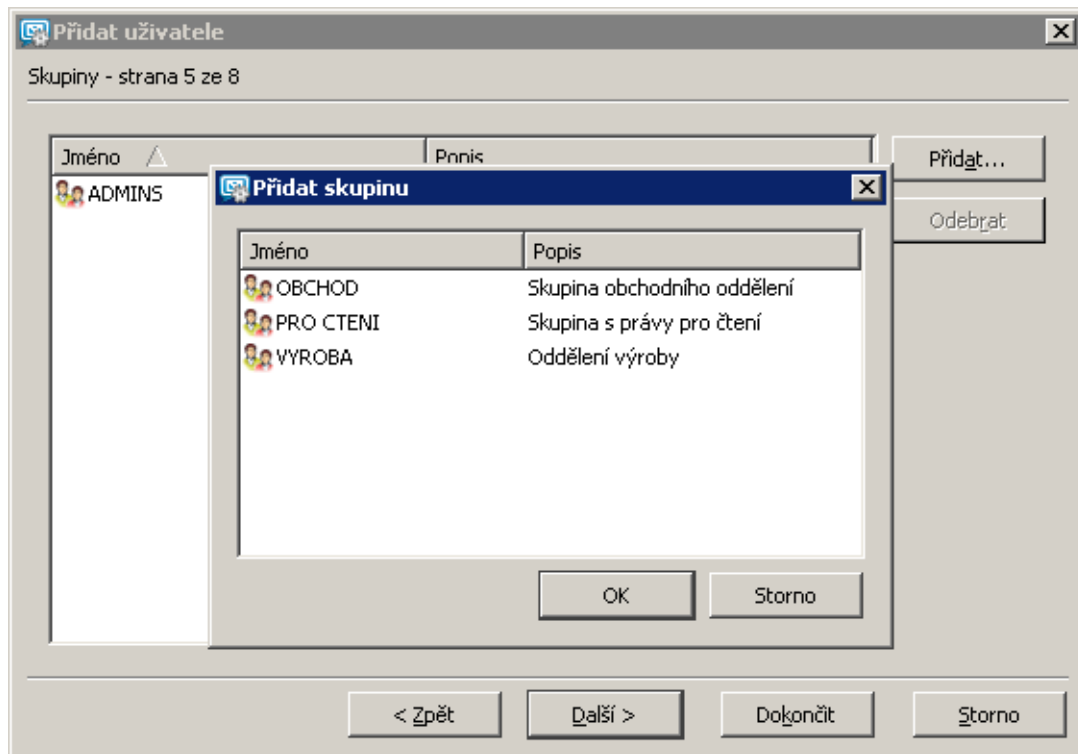 Přidat uživatele
Skupiny - strana 5 ze 8
Jméno Popis
Přidat...
ADMINS
Odebrat
Přidat skupinu
Jméno Popis
OBCHOD Skupina obchodního oddělení
PRO CTENI Skupina s právy pro čtení
VYROBA Oddělení výroby
OK Storno
< Zpět Další > Dokončit Storno